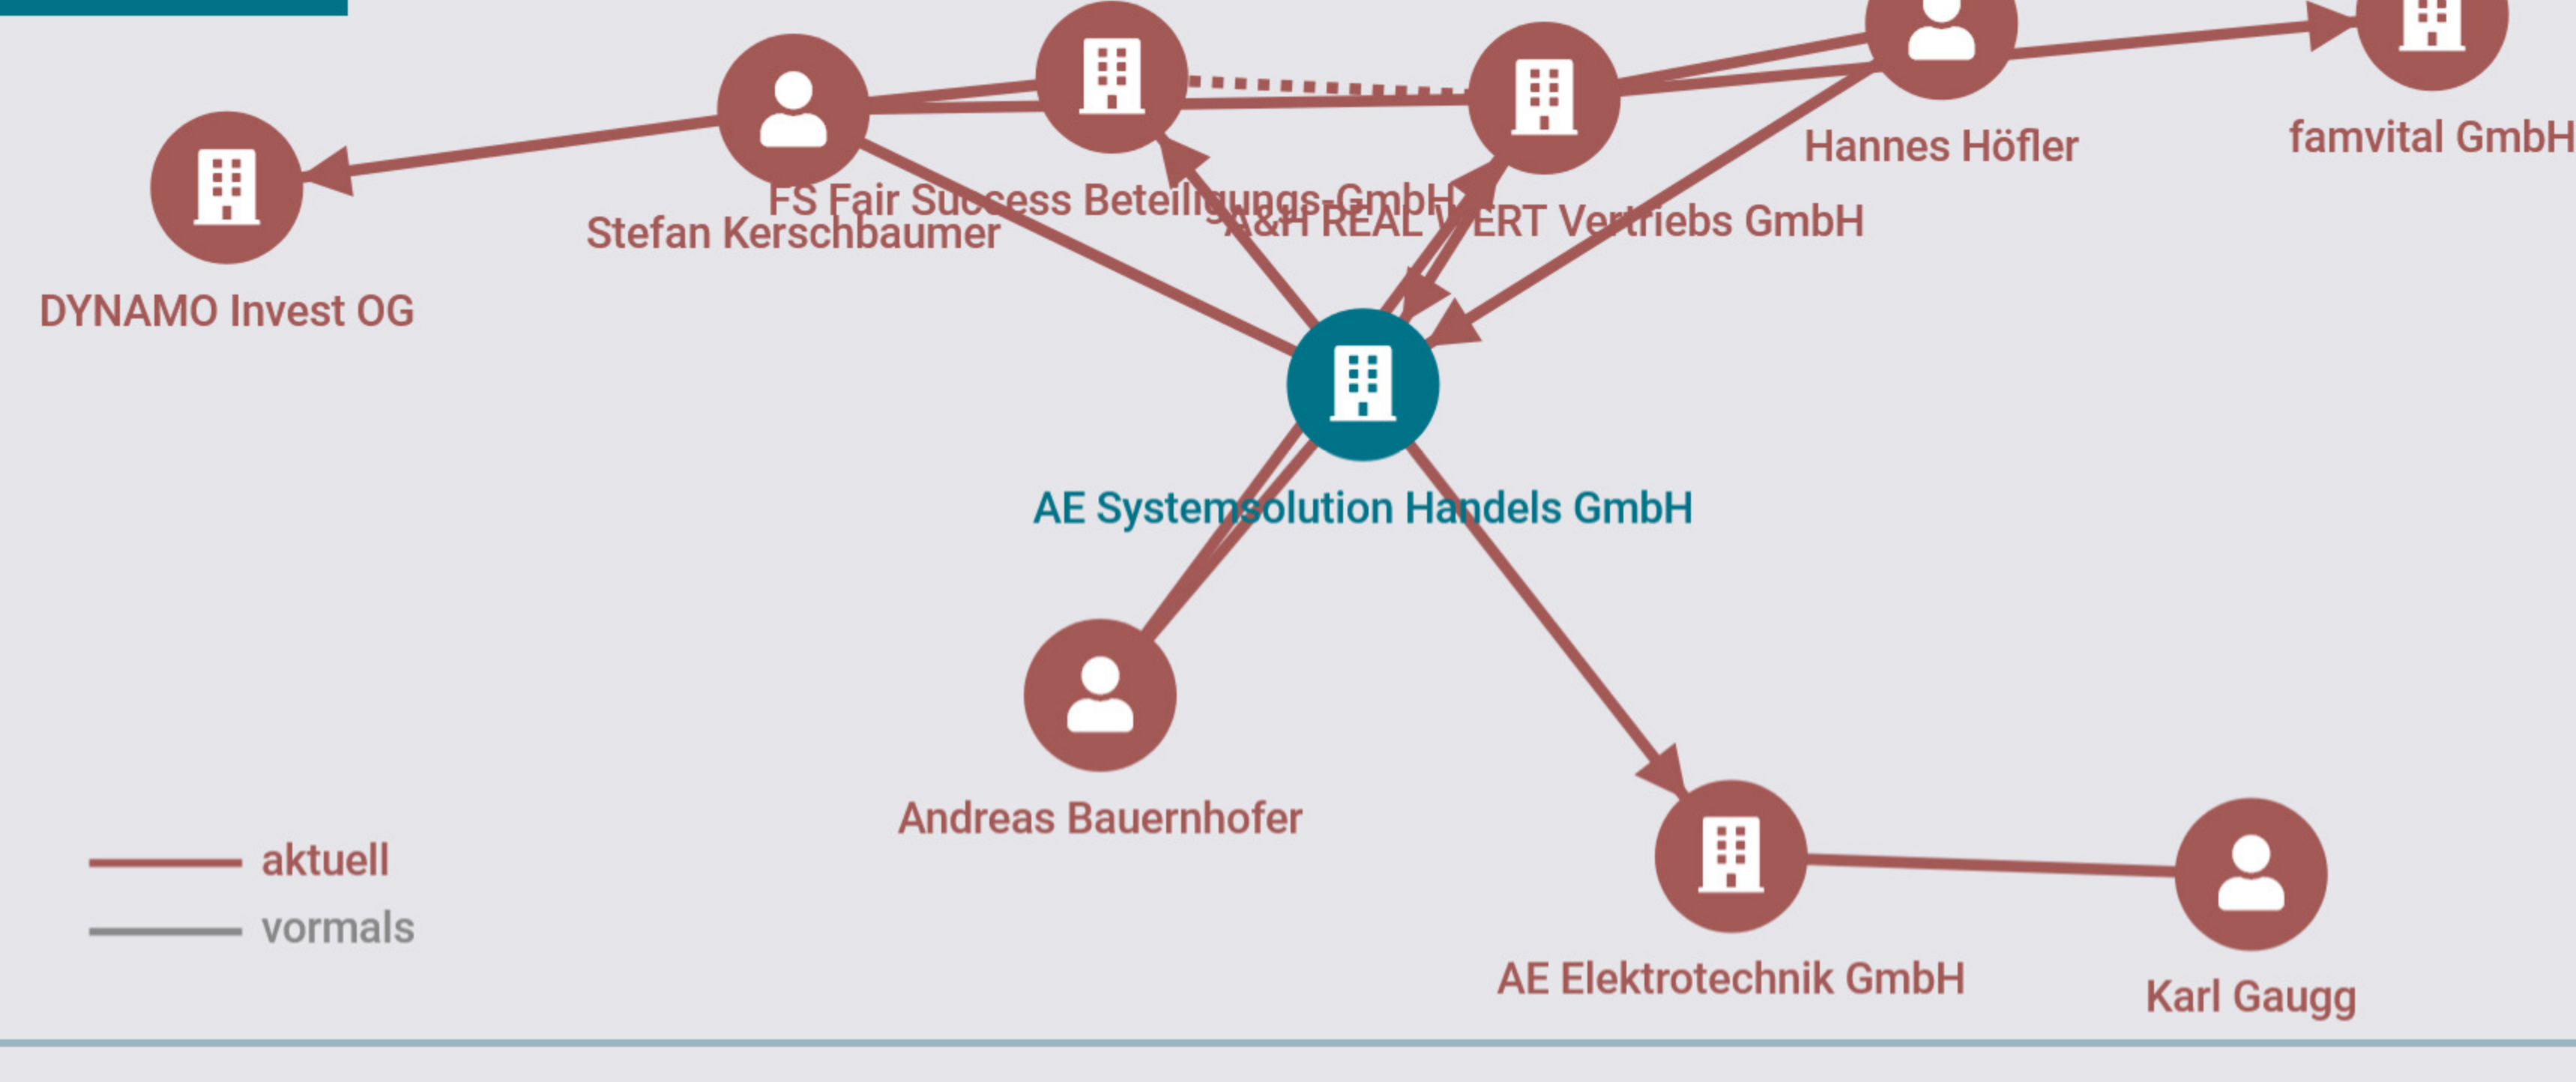 Hannes Höfler
famvital GmbH
FS Fair Success Beteiligungs-GmbH
A&H REAL WERT Vertriebs GmbH
Stefan Kerschbaumer
DYNAMO Invest OG
AE Systemsolution Handels GmbH
Andreas Bauernhofer
aktuell
vormals
AE Elektrotechnik GmbH
Karl Gaugg